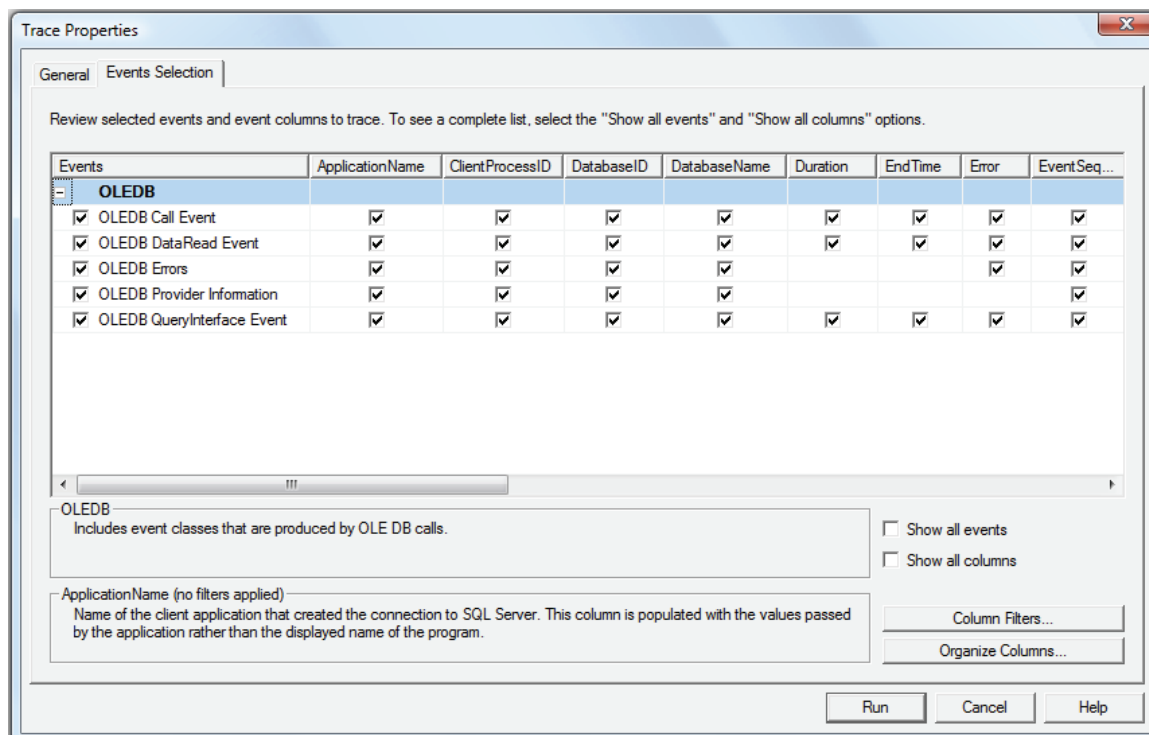 Trace Properties
General Events Selection
Review selected events and event columns to trace. To see a complete list, select the "Show all events" and "Show all columns" options.
Events ApplicationName ClientProcessID DatabaseID DatabaseName Duration EndTime Error EventSeq...
OLEDB
OLEDB Call Event
OLEDB DataRead Event
OLEDB Errors
OLEDB Provider Information
OLEDB QueryInterface Event
OLEDB
Includes event classes that are produced by OLE DB calls.
Show all events
Show all columns
ApplicationName (no filters applied)
Name of the client application that created the connection to SQL Server. This column is populated with the values passed
by the application rather than the displayed name of the program.
Column Filters...
Organize Columns...
Run Cancel Help